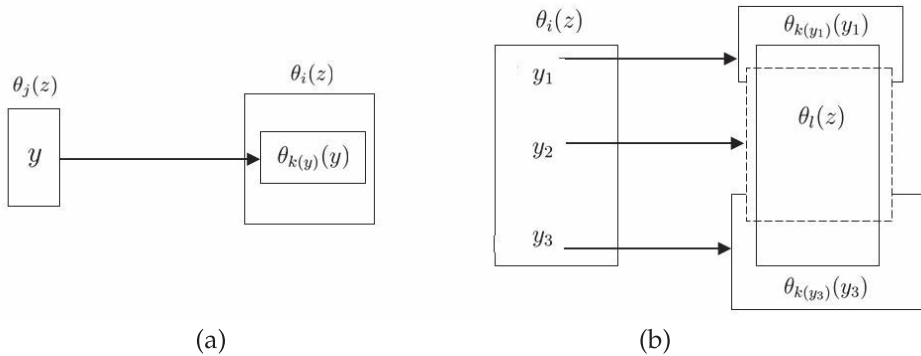 θ_j(z)
y
θ_i(z)
θ_{k(y)}(y)
(a)
θ_i(z)
y_1
y_2
y_3
θ_{k(y_1)}(y_1)
θ_l(z)
θ_{k(y_3)}(y_3)
(b)